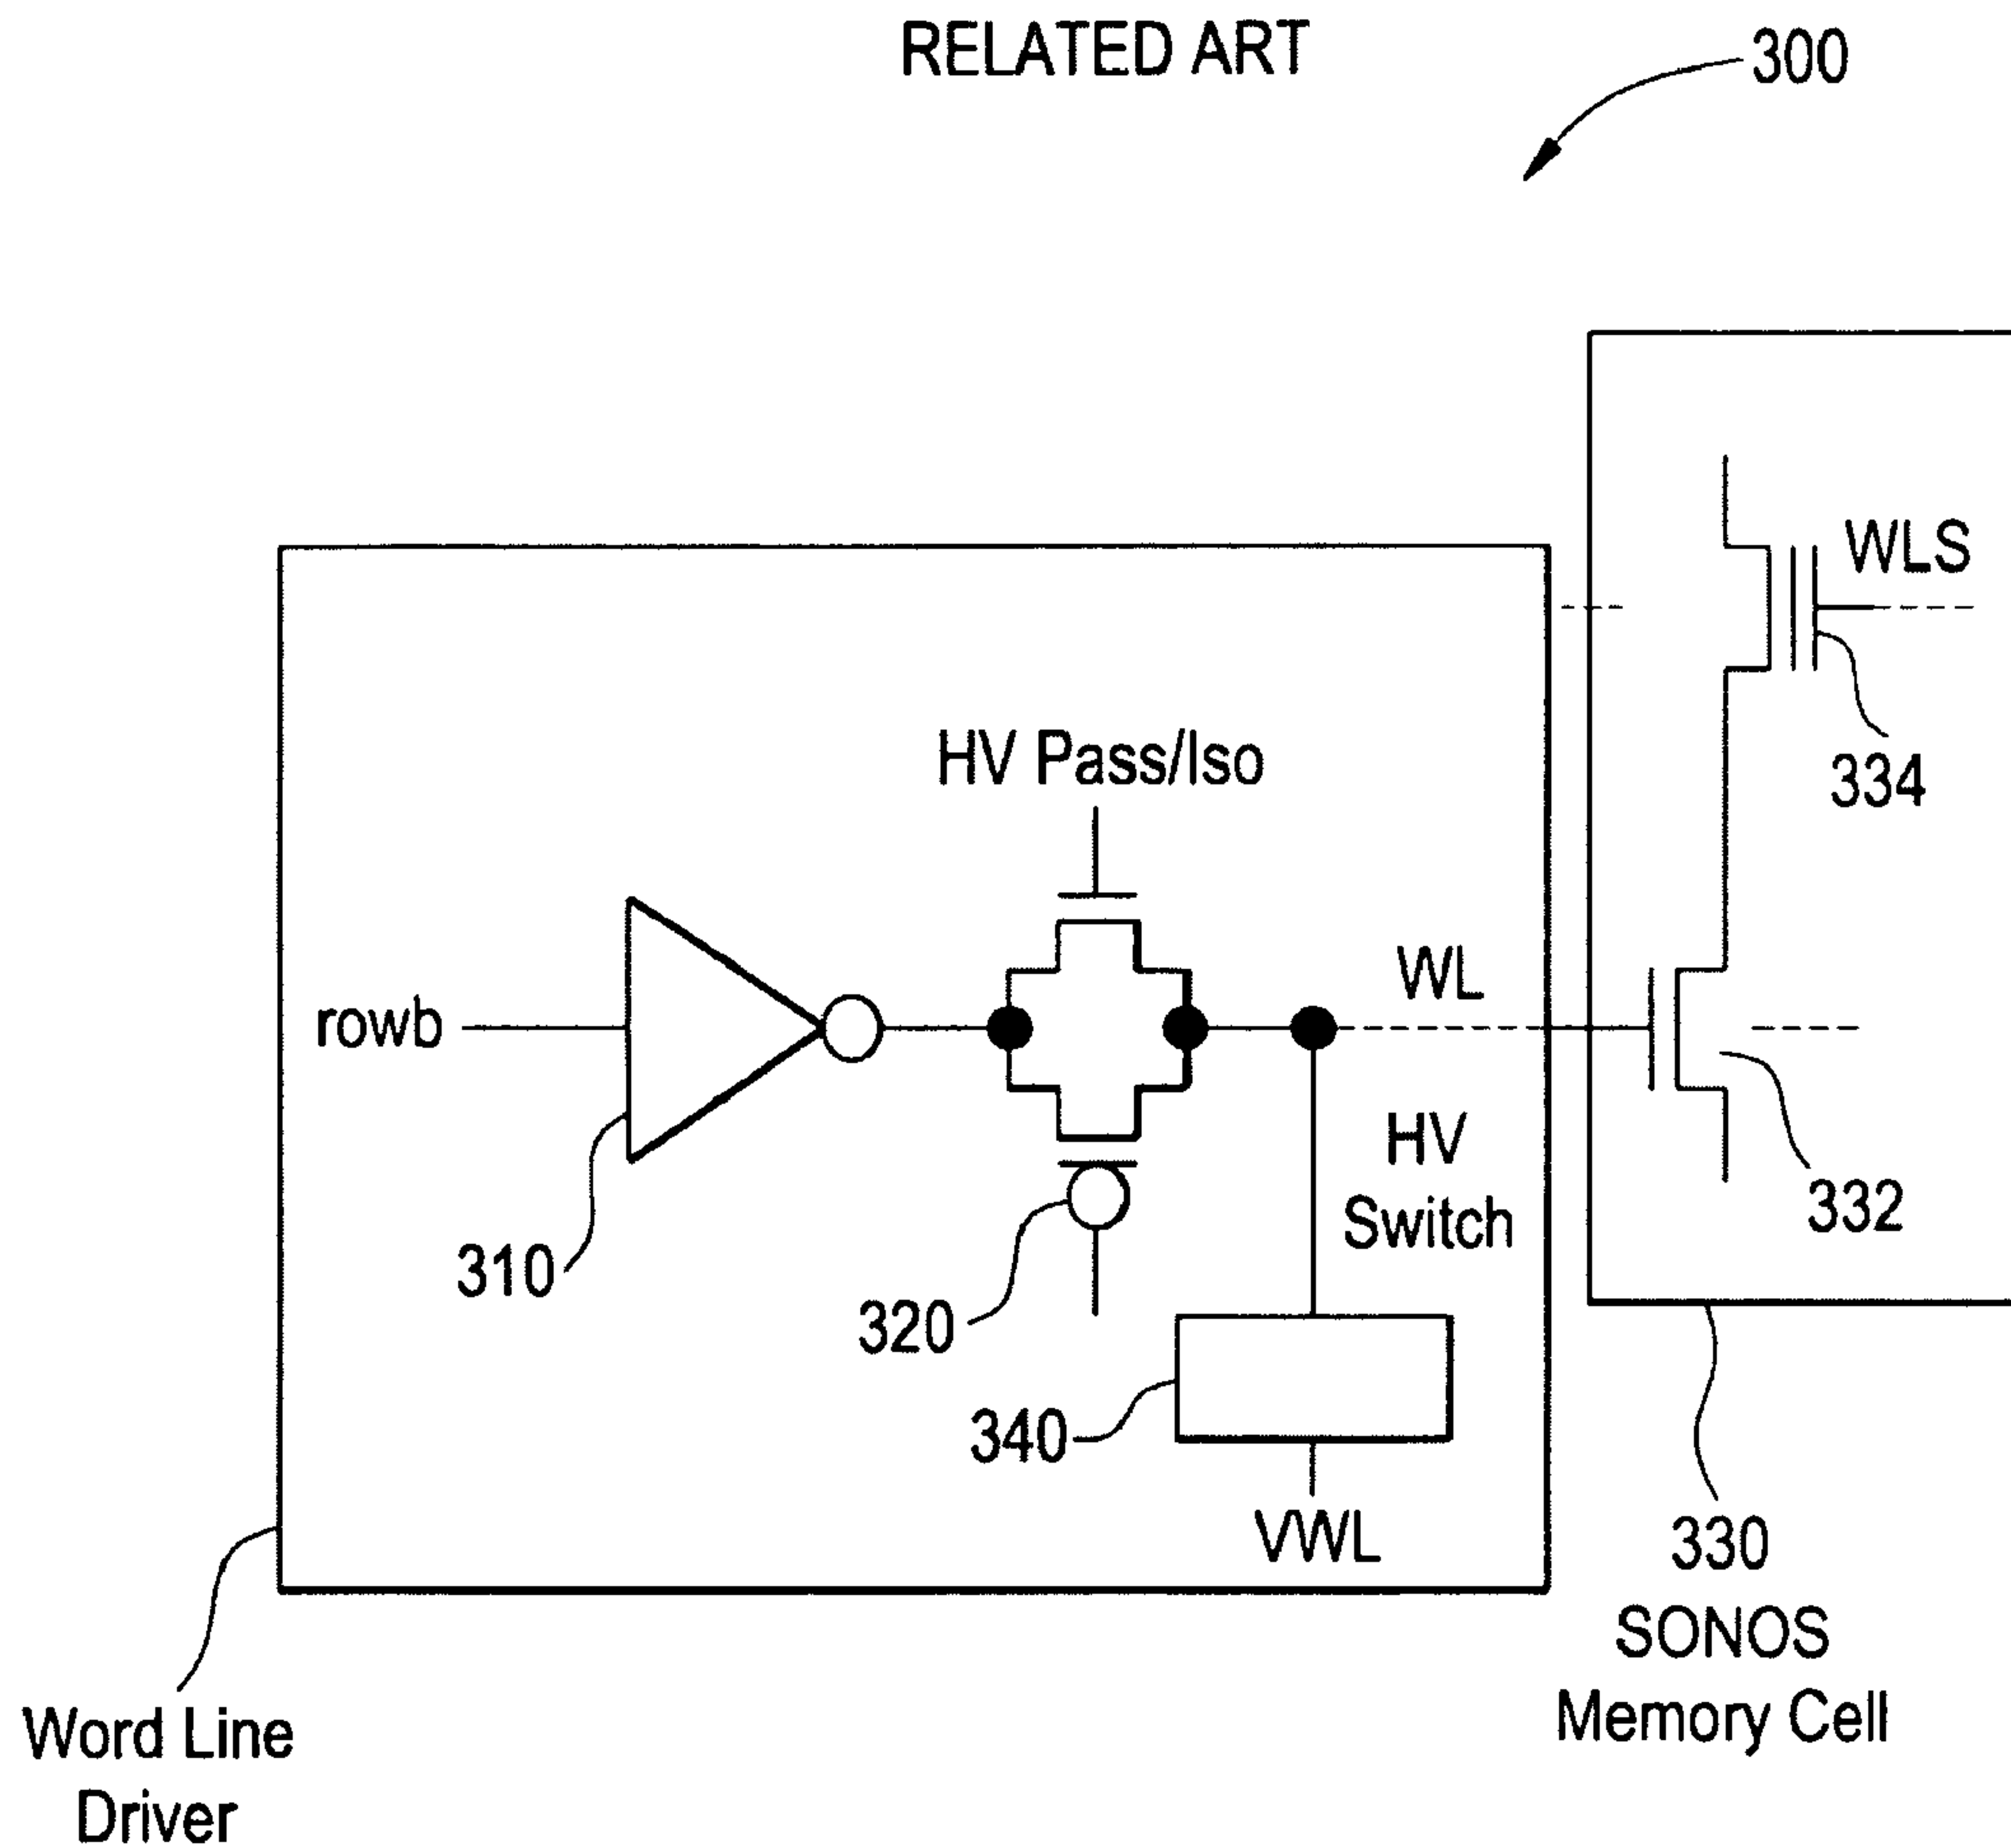 RELATED ART
300
WLS
334
HV Pass/Iso
WL
rowb
HV
Switch
332
310
320
340
VWL
330
SONOS
Memory Cell
Word Line
Driver